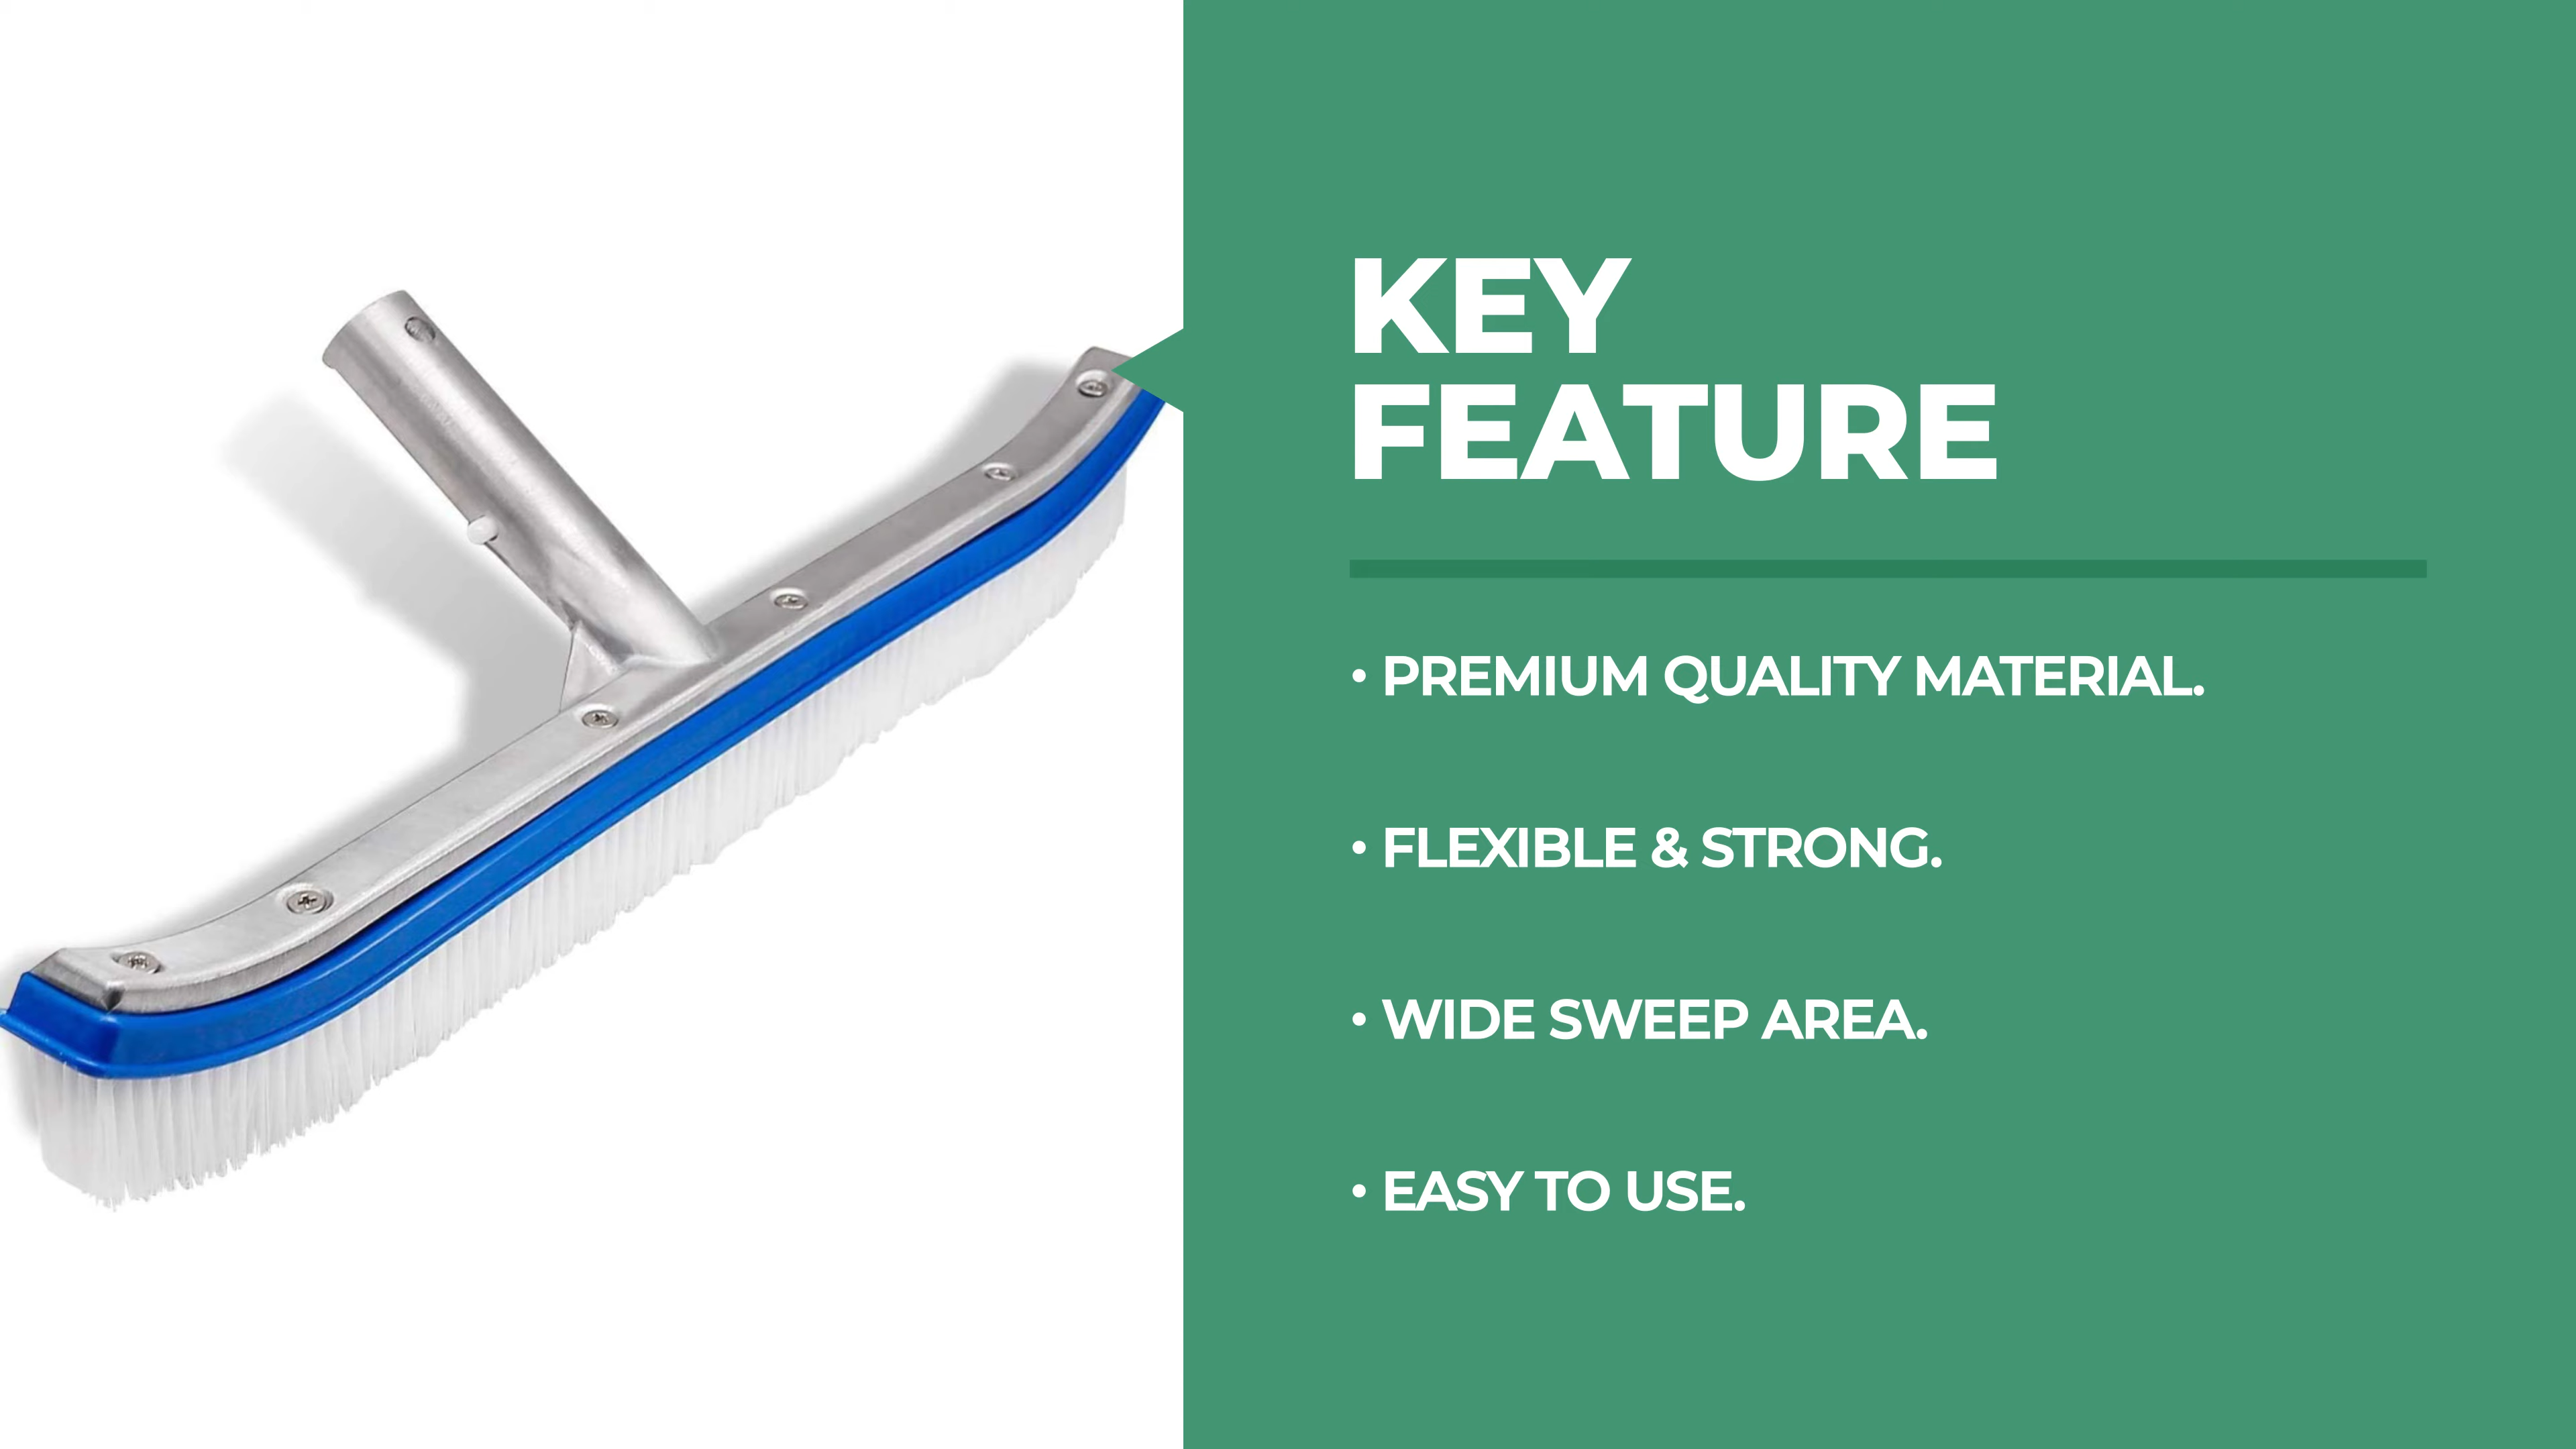 KEY
FEATURE
• PREMIUM QUALITY MATERIAL.
• FLEXIBLE & STRONG.
• WIDE SWEEP AREA.
• EASY TO USE.